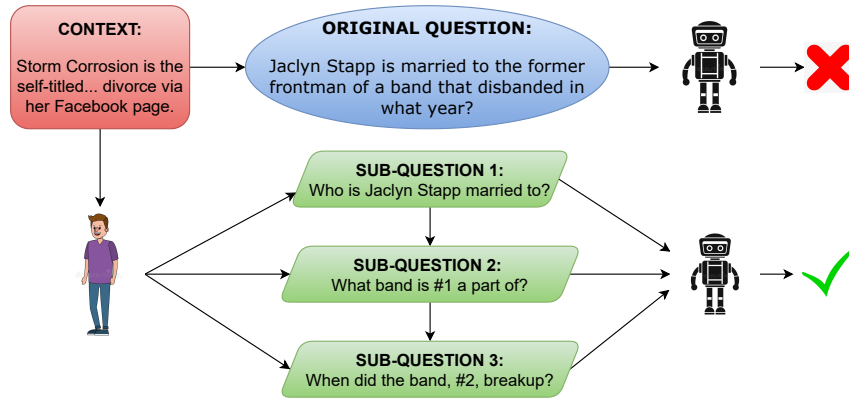 CONTEXT:
Storm Corrosion is the
self-titled... divorce via
her Facebook page.
ORIGINAL QUESTION:
Jaclyn Stapp is married to the former
frontman of a band that disbanded in
what year?
SUB-QUESTION 1:
Who is Jaclyn Stapp married to?
SUB-QUESTION 2:
What band is #1 a part of?
SUB-QUESTION 3:
When did the band, #2, breakup?